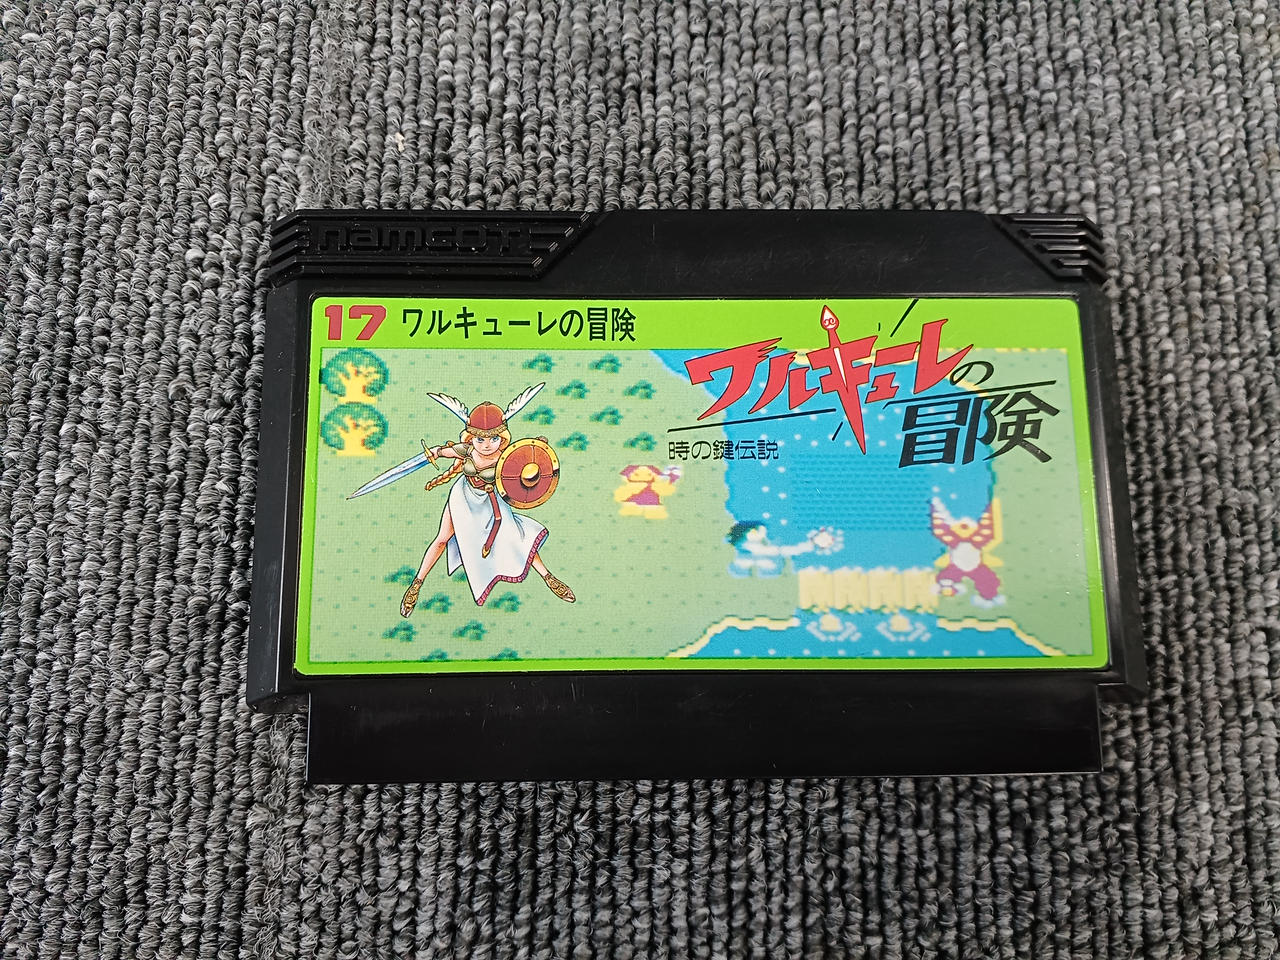 namcot
17 ワルキューレの冒険
ワルキューレの
冒険
時の鍵伝説